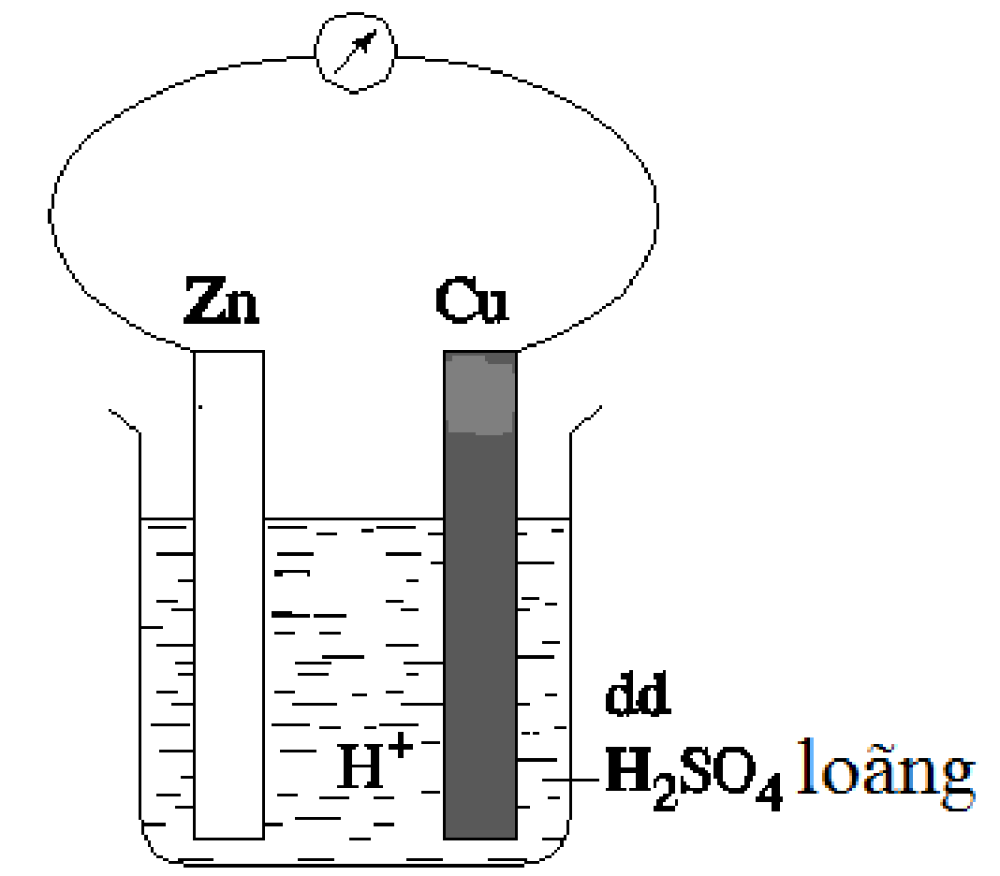 Zn
Cu
dd
H⁺
H₂SO₄ loãng